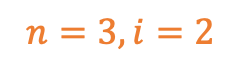 n = 3, i = 2